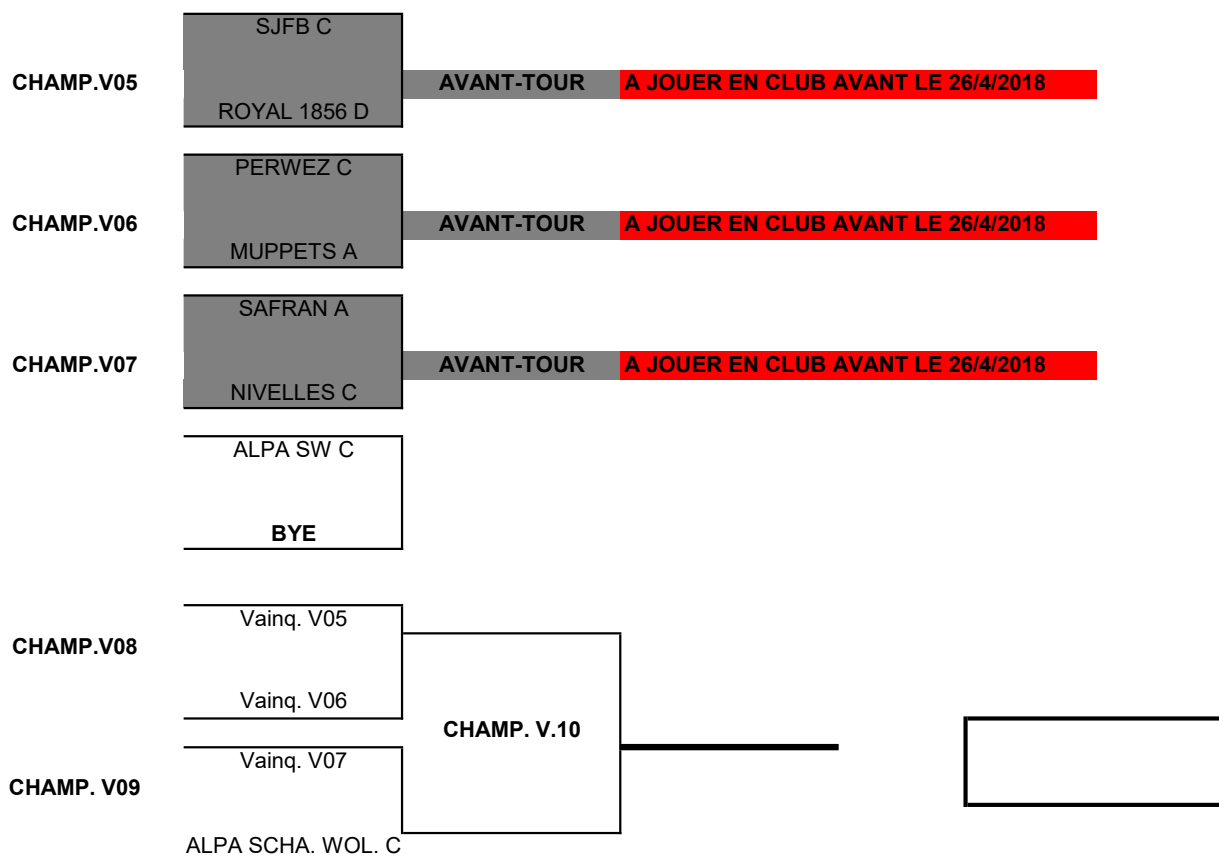 SJFB C
CHAMP.V05 AVANT-TOUR A JOUER EN CLUB AVANT LE 26/4/2018
ROYAL 1856 D
PERWEZ C
CHAMP.V06 AVANT-TOUR A JOUER EN CLUB AVANT LE 26/4/2018
MUPPETS A
SAFRAN A
CHAMP.V07 AVANT-TOUR A JOUER EN CLUB AVANT LE 26/4/2018
NIVELLES C
ALPA SW C
BYE
Vainq. V05
CHAMP.V08
Vainq. V06
CHAMP. V.10
Vainq. V07
CHAMP. V09
ALPA SCHA. WOL. C